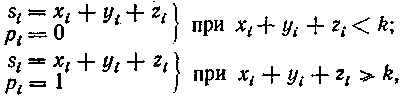 s_i = x_i + y_i + z_i
p_i = 0 } при x_i + y_i + z_i < k;
s_i = x_i + y_i + z_i
p_i = 1 } при x_i + y_i + z_i ⩾ k,